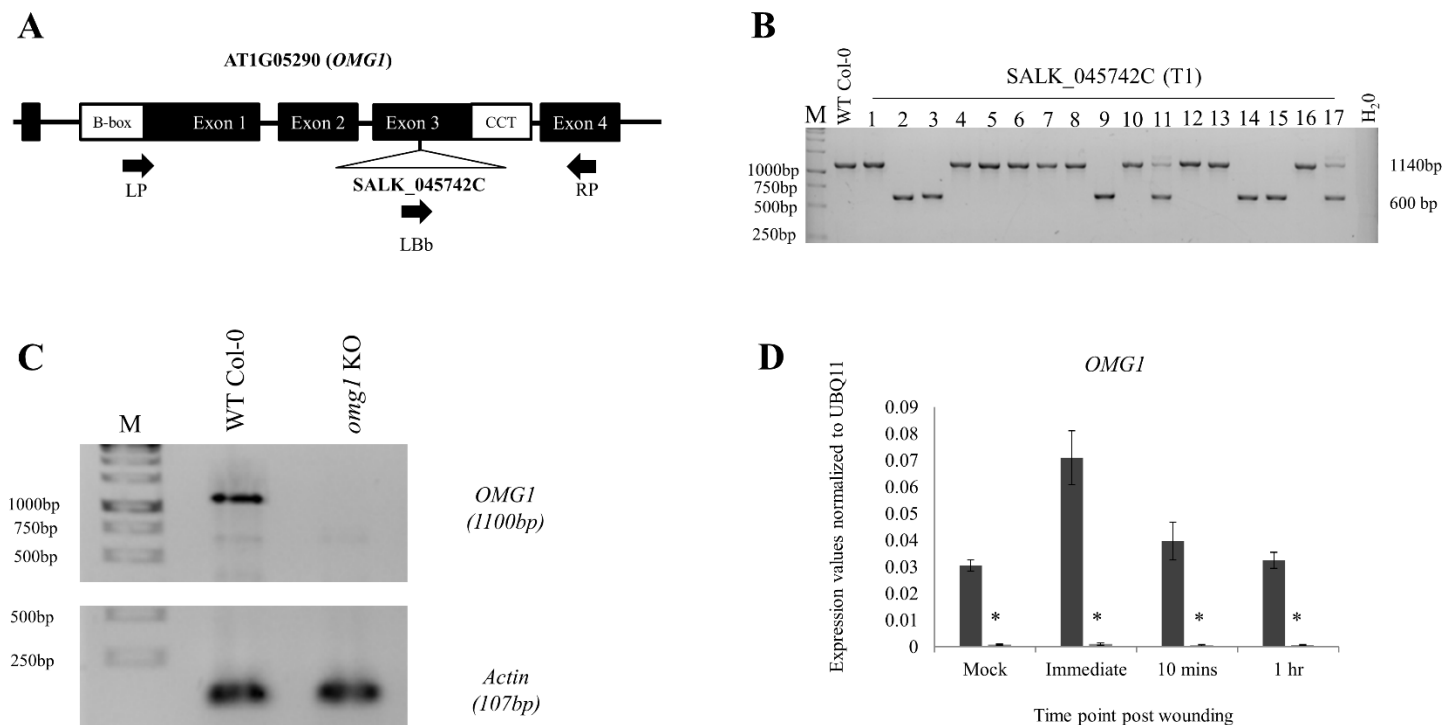 A
AT1G05290 (OMG1)
B-box
Exon 1
Exon 2
Exon 3
CCT
Exon 4
LP
SALK_045742C
RP
LBb
B
SALK_045742C (T1)
M
WT Col-0
1 2 3 4 5 6 7 8 9 10 11 12 13 14 15 16 17
H20
1000bp
750bp
500bp
250bp
1140bp
600 bp
C
M
WT Col-0
omg1 KO
1000bp
750bp
500bp
OMG1
(1100bp)
500bp
250bp
Actin
(107bp)
D
OMG1
Expression values normalized to UBQ11
0.09
0.08
0.07
0.06
0.05
0.04
0.03
0.02
0.01
0
*
*
*
*
Mock
Immediate
10 mins
1 hr
Time point post wounding